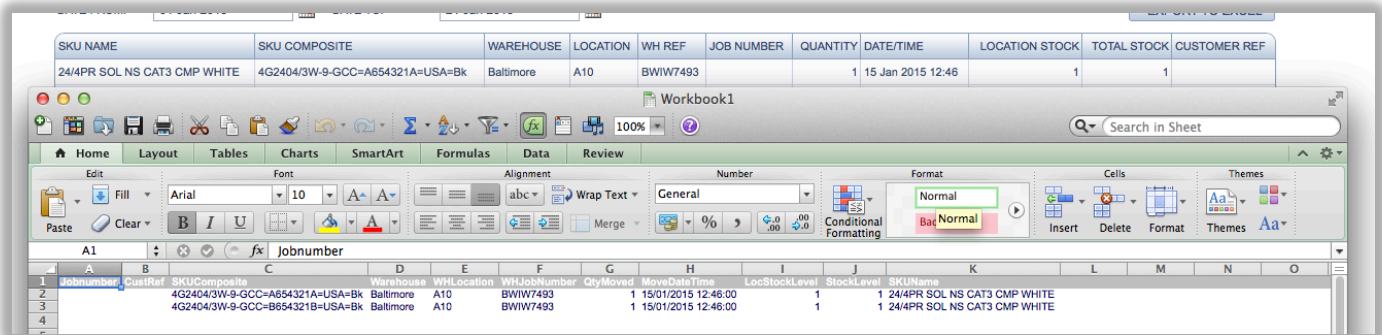 SKU NAME SKU COMPOSITE WAREHOUSE LOCATION WH REF JOB NUMBER QUANTITY DATE/TIME LOCATION STOCK TOTAL STOCK CUSTOMER REF
24/4PR SOL NS CAT3 CMP WHITE 4G2404/3W-9-GCC=A654321A=USA=Bk Baltimore A10 BWIW7493 1 15 Jan 2015 12:46 1 1
Workbook1
100% Search in Sheet
Home Layout Tables Charts SmartArt Formulas Data Review
Edit Font Alignment Number Format Cells Themes
Fill Arial 10 A A abc Wrap Text General Normal
Paste Clear B I U A Merge % Conditional Formatting Normal Insert Delete Format Themes Aa
A1 fx Jobnumber
A B C D E F G H I J K L M N O
1 Jobnumber CustRef SKUComposite Warehouse WHLocation WHJobNumber QtyMoved MoveDateTime LocStockLevel StockLevel SKUName
2 4G2404/3W-9-GCC=A654321A=USA=Bk Baltimore A10 BWIW7493 1 15/01/2015 12:46:00 1 1 24/4PR SOL NS CAT3 CMP WHITE
3 4G2404/3W-9-GCC=B654321B=USA=Bk Baltimore A10 BWIW7493 1 15/01/2015 12:46:00 1 1 24/4PR SOL NS CAT3 CMP WHITE
4